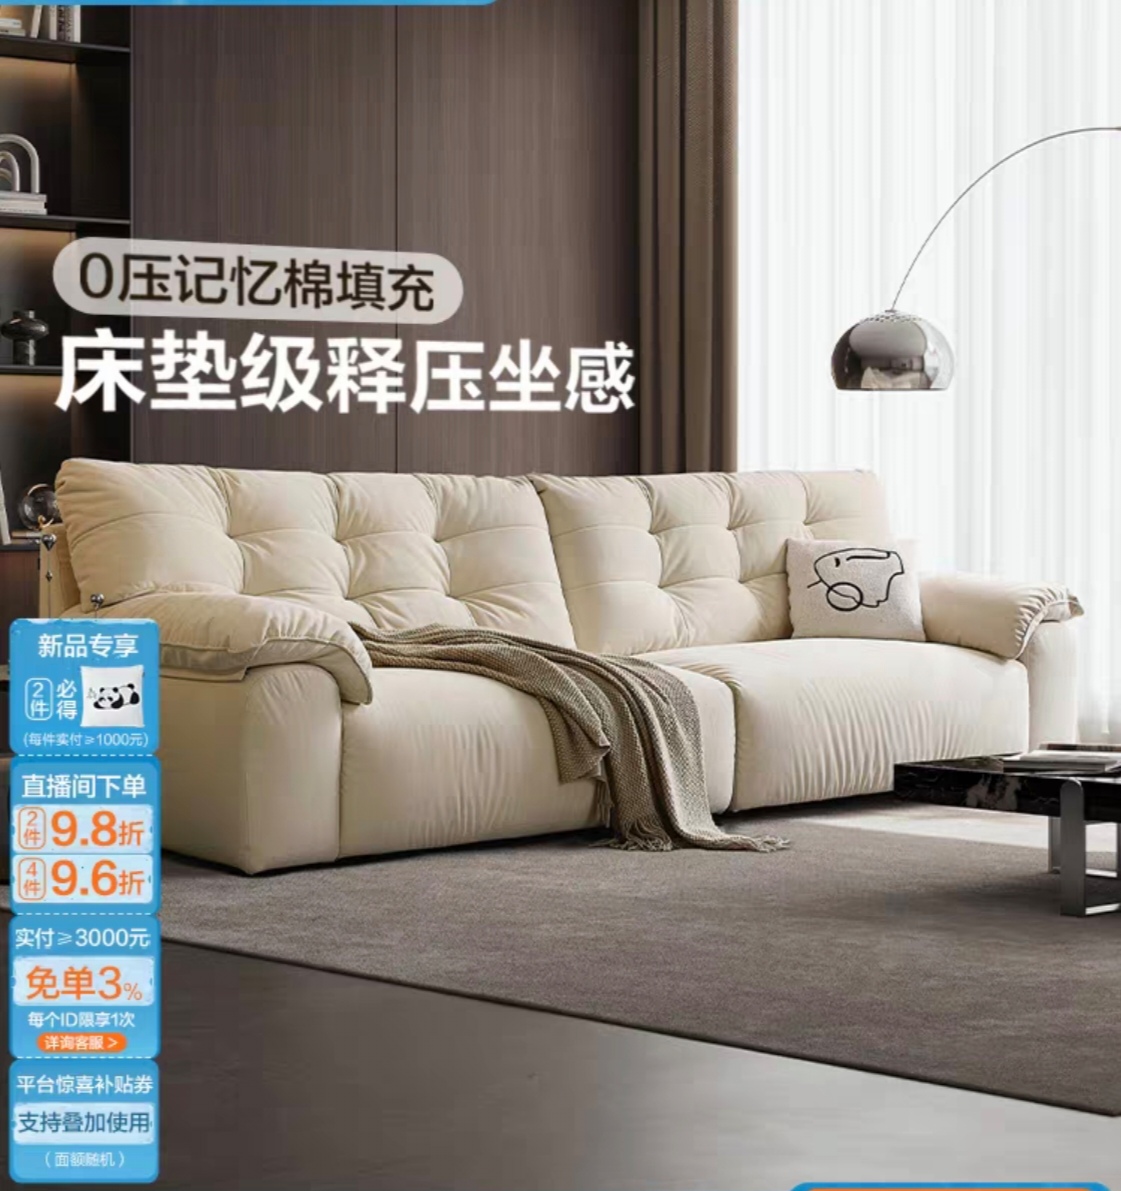 0压记忆棉填充
床垫级释压坐感
新品专享
2件
必得
(每件实付≥1000元)
直播间下单
2件 9.8折
4件 9.6折
实付≥3000元
免单3%
每个ID限享1次
详询客服>
平台惊喜补贴券
支持叠加使用
(面额随机)